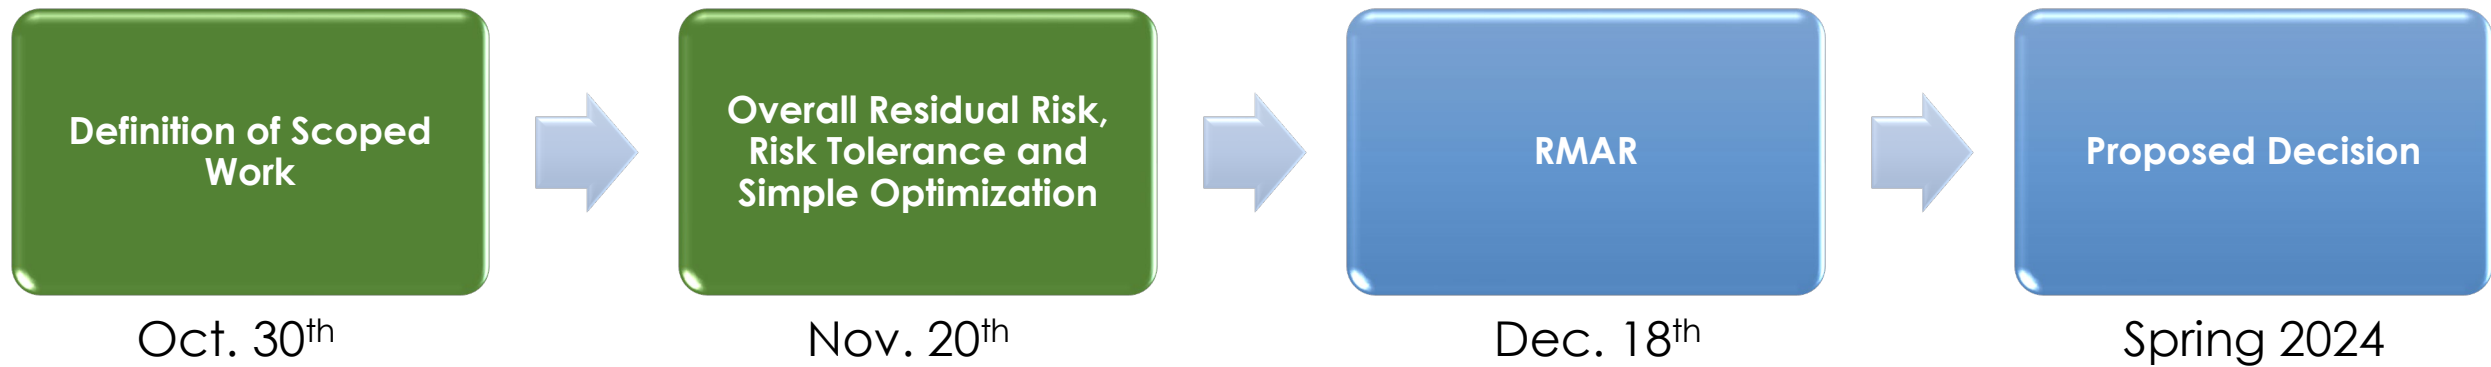 Definition of Scoped
Work
Overall Residual Risk,
Risk Tolerance and
Simple Optimization
RMAR
Proposed Decision
Oct. 30th
Nov. 20th
Dec. 18th
Spring 2024